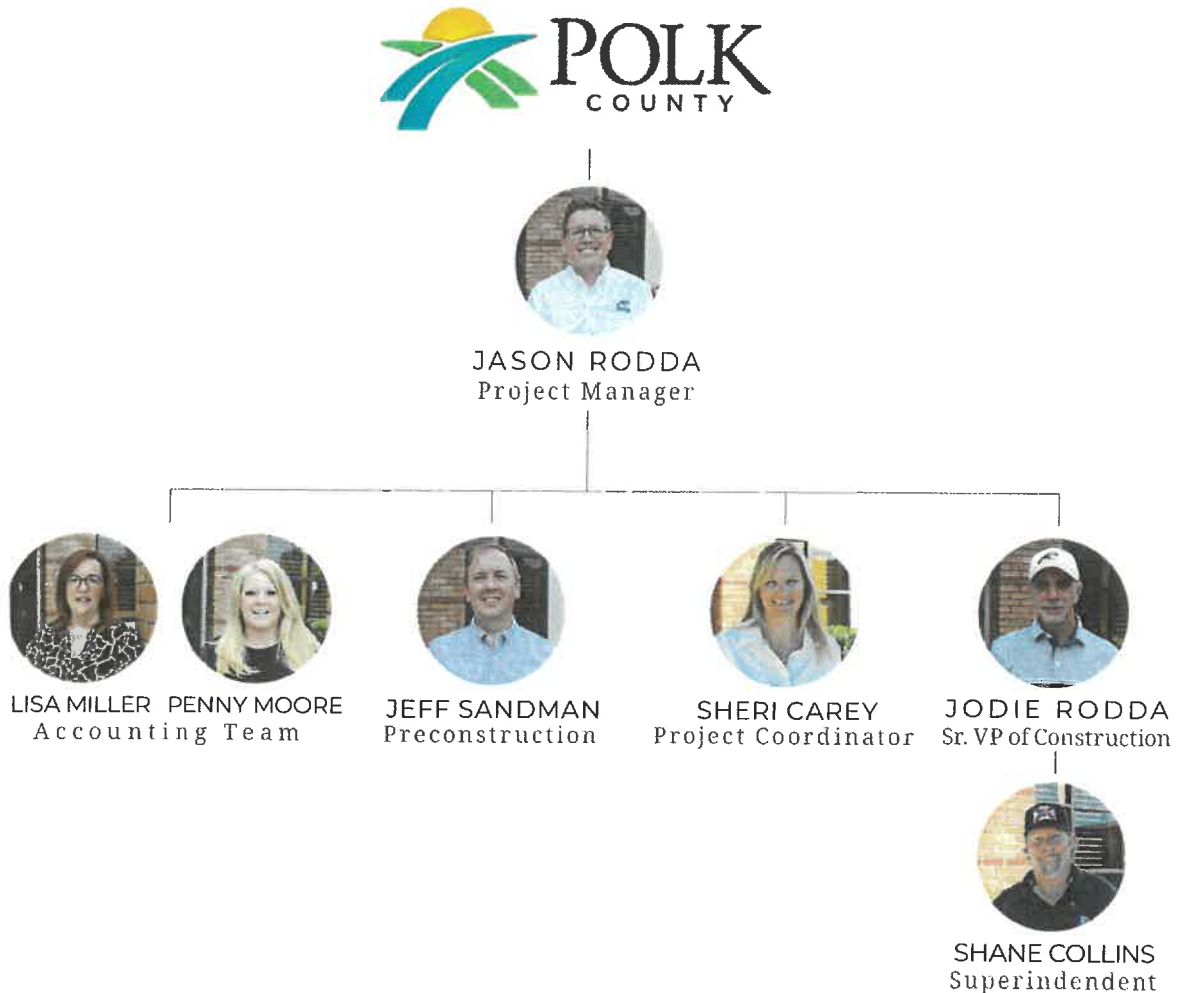 POLK
COUNTY
JASON RODDA
Project Manager
LISA MILLER PENNY MOORE
Accounting Team
JEFF SANDMAN
Preconstruction
SHERI CAREY
Project Coordinator
JODIE RODDA
Sr. VP of Construction
SHANE COLLINS
Superindendent